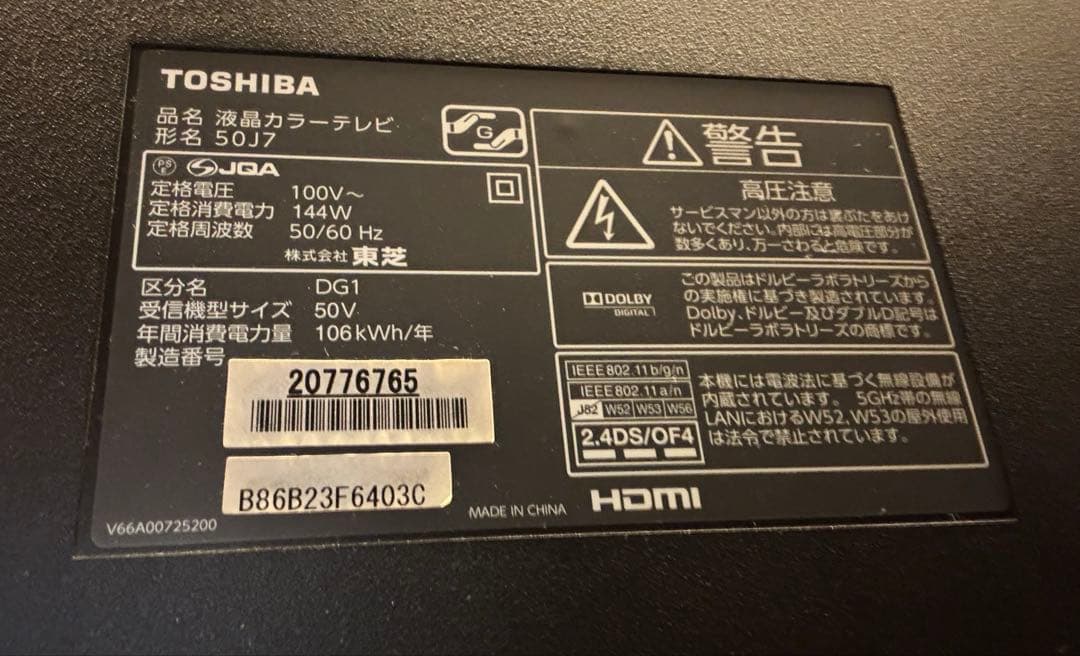 TOSHIBA
品名 液晶カラーテレビ
形名 50J7
G
PS
E
JQA
定格電圧 100V～
定格消費電力 144W
定格周波数 50/60 Hz
株式会社 東芝
区分名 DG1
受信機型サイズ 50V
年間消費電力量 106kWh/年
製造番号
20776765
B86B23F6403C
V66A00725200
MADE IN CHINA
警告
高圧注意
サービスマン以外の方は裏ぶたをあけ
ないでください。内部には高電圧部分が
数多くあり、万一さわると危険です。
DOLBY
DIGITAL
この製品はドルビーラボラトリーズから
の実施権に基づき製造されています。
Dolby、ドルビー及びダブルD記号は
ドルビーラボラトリーズの商標です。
IEEE802.11b/g/n
IEEE802.11a/n
J52 W52 W53 W56
2.4DS/OF4
本機には電波法に基づく無線設備が
内蔵されています。 5GHz帯の無線
LANにおけるW52、W53の屋外使用
は法令で禁止されています。
HDMI